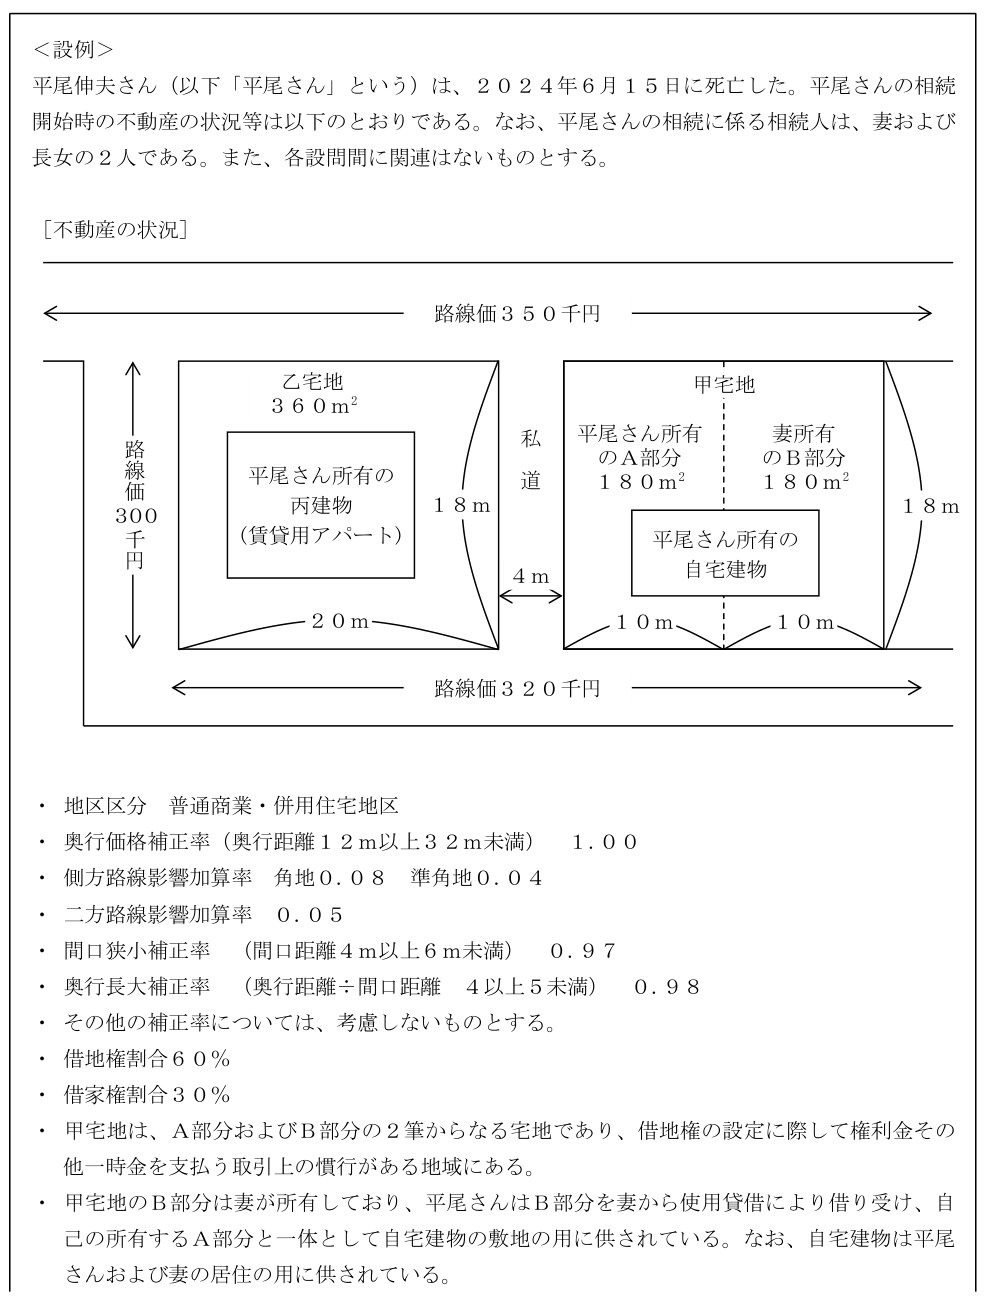 ＜設例＞
平尾伸夫さん（以下「平尾さん」という）は、２０２４年６月１５日に死亡した。平尾さんの相続
開始時の不動産の状況等は以下のとおりである。なお、平尾さんの相続に係る相続人は、妻および
長女の２人である。また、各設問間に関連はないものとする。
［不動産の状況］
路線価３５０千円
路線価300千円
乙宅地
３６０ｍ²
平尾さん所有の
丙建物
（賃貸用アパート）
１８ｍ
２０ｍ
私道
４ｍ
甲宅地
平尾さん所有
のＡ部分
１８０ｍ²
妻所有
のＢ部分
１８０ｍ²
平尾さん所有の
自宅建物
１０ｍ
１０ｍ
１８ｍ
路線価３２０千円
・ 地区区分　普通商業・併用住宅地区
・ 奥行価格補正率（奥行距離１２ｍ以上３２ｍ未満）　１.００
・ 側方路線影響加算率　角地０.０８　準角地０.０４
・ 二方路線影響加算率　０.０５
・ 間口狭小補正率　（間口距離４ｍ以上６ｍ未満）　０.９７
・ 奥行長大補正率　（奥行距離÷間口距離　４以上５未満）　０.９８
・ その他の補正率については、考慮しないものとする。
・ 借地権割合６０％
・ 借家権割合３０％
・ 甲宅地は、Ａ部分およびＢ部分の２筆からなる宅地であり、借地権の設定に際して権利金その
他一時金を支払う取引上の慣行がある地域にある。
・ 甲宅地のＢ部分は妻が所有しており、平尾さんはＢ部分を妻から使用貸借により借り受け、自
己の所有するＡ部分と一体として自宅建物の敷地の用に供されている。なお、自宅建物は平尾
さんおよび妻の居住の用に供されている。